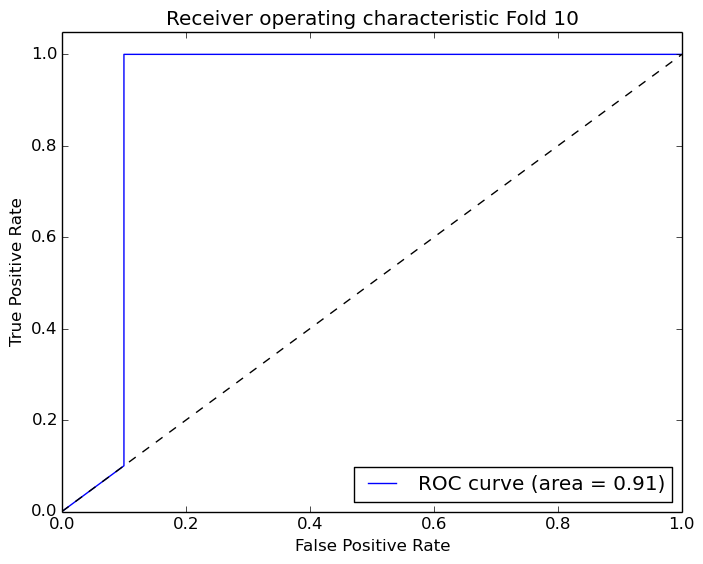 Receiver operating characteristic Fold 10
1.0
0.8
0.6
0.4
0.2
0.0
True Positive Rate
0.0 0.2 0.4 0.6 0.8 1.0
False Positive Rate
ROC curve (area = 0.91)